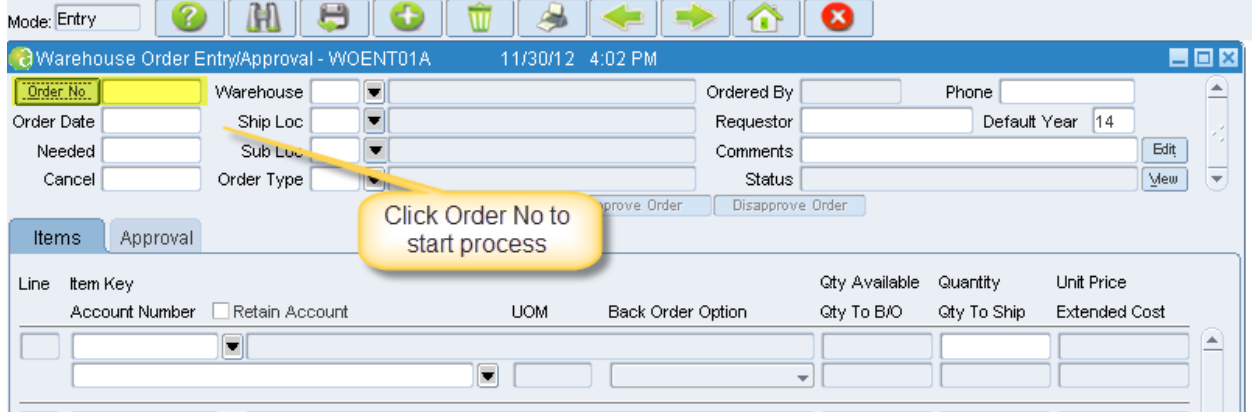 Mode: Entry
Warehouse Order Entry/Approval - WOENT01A 11/30/12 4:02 PM
Order No Warehouse Ordered By Phone
Order Date Ship Loc Requestor Default Year 14
Needed Sub Loc Comments Edit
Cancel Order Type Status View
prove Order Disapprove Order
Click Order No to
start process
Items Approval
Line Item Key Qty Available Quantity Unit Price
Account Number Retain Account UOM Back Order Option Qty To B/O Qty To Ship Extended Cost